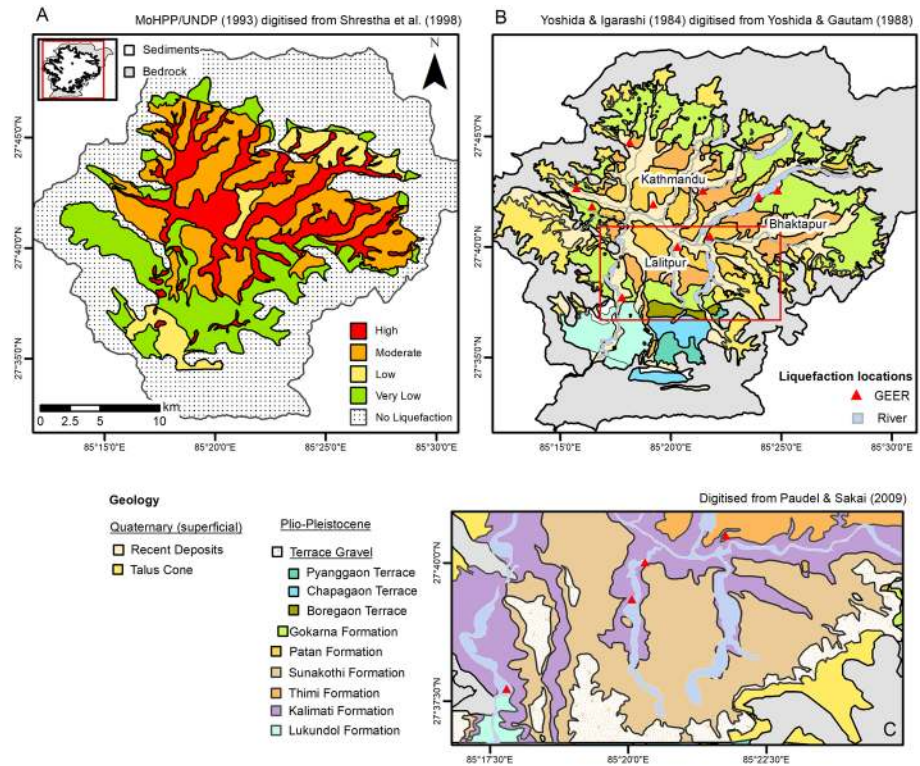 A
MoHPP/UNDP (1993) digitised from Shrestha et al. (1998)
Sediments
Bedrock
N
27°45'0"N
27°40'0"N
27°35'0"N
High
Moderate
Low
Very Low
No Liquefaction
km
0 2.5 5 10
85°15'0"E 85°20'0"E 85°25'0"E 85°30'0"E
B
Yoshida & Igarashi (1984) digitised from Yoshida & Gautam (1988)
27°45'0"N
27°40'0"N
27°35'0"N
Kathmandu
Bhaktapur
Lalitpur
Liquefaction locations
GEER
River
85°15'0"E 85°20'0"E 85°25'0"E 85°30'0"E
Geology
Quaternary (superficial)
Recent Deposits
Talus Cone
Plio-Pleistocene
Terrace Gravel
Pyanggaon Terrace
Chapagaon Terrace
Boregaon Terrace
Gokarna Formation
Patan Formation
Sunakothi Formation
Thimi Formation
Kalimati Formation
Lukundol Formation
Digitised from Paudel & Sakai (2009)
27°40'0"N
27°37'30"N
C
85°17'30"E 85°20'0"E 85°22'30"E